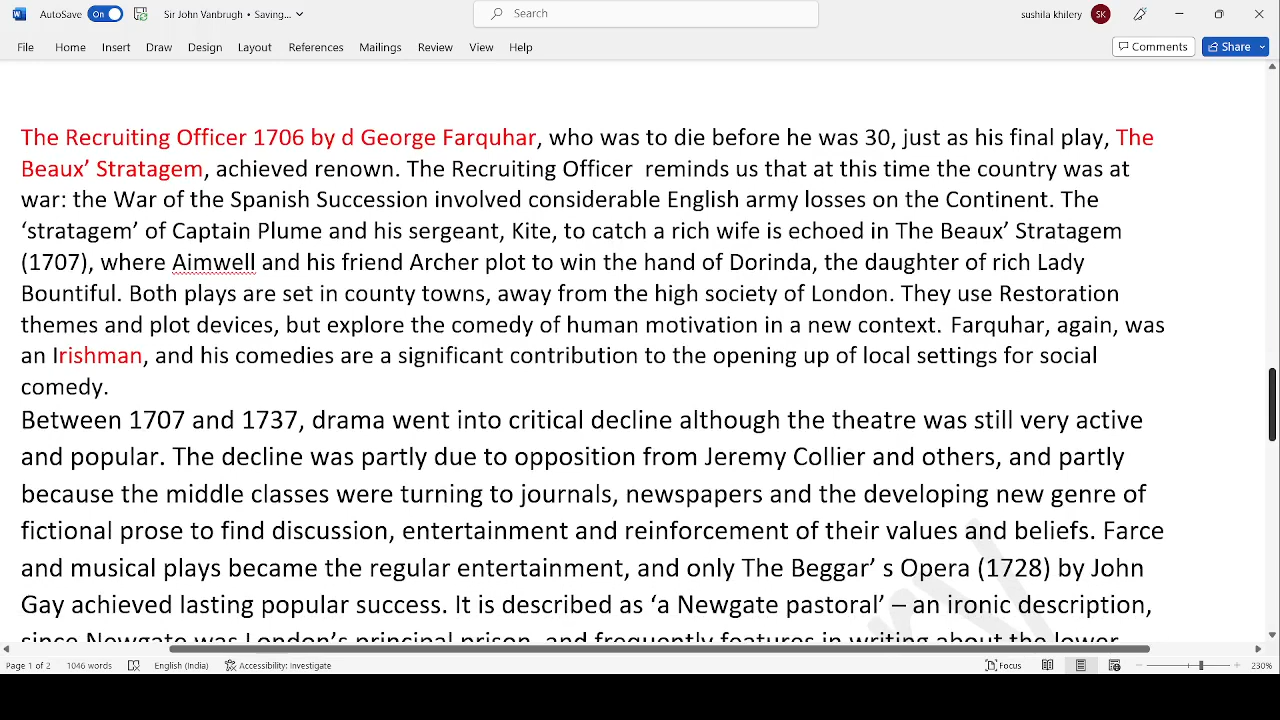 AutoSave On Sir John Vanbrugh • Saving... Search sushila khilery SK
File Home Insert Draw Design Layout References Mailings Review View Help Comments Share
The Recruiting Officer 1706 by d George Farquhar, who was to die before he was 30, just as his final play, The
Beaux’ Stratagem, achieved renown. The Recruiting Officer reminds us that at this time the country was at
war: the War of the Spanish Succession involved considerable English army losses on the Continent. The
‘stratagem’ of Captain Plume and his sergeant, Kite, to catch a rich wife is echoed in The Beaux’ Stratagem
(1707), where Aimwell and his friend Archer plot to win the hand of Dorinda, the daughter of rich Lady
Bountiful. Both plays are set in county towns, away from the high society of London. They use Restoration
themes and plot devices, but explore the comedy of human motivation in a new context. Farquhar, again, was
an Irishman, and his comedies are a significant contribution to the opening up of local settings for social
comedy.
Between 1707 and 1737, drama went into critical decline although the theatre was still very active
and popular. The decline was partly due to opposition from Jeremy Collier and others, and partly
because the middle classes were turning to journals, newspapers and the developing new genre of
fictional prose to find discussion, entertainment and reinforcement of their values and beliefs. Farce
and musical plays became the regular entertainment, and only The Beggar’ s Opera (1728) by John
Gay achieved lasting popular success. It is described as ‘a Newgate pastoral’ – an ironic description,
since Newgate was London’s principal prison, and frequently features in writing about the lower
Page 1 of 2 1046 words English (India) Accessibility: Investigate Focus 230%